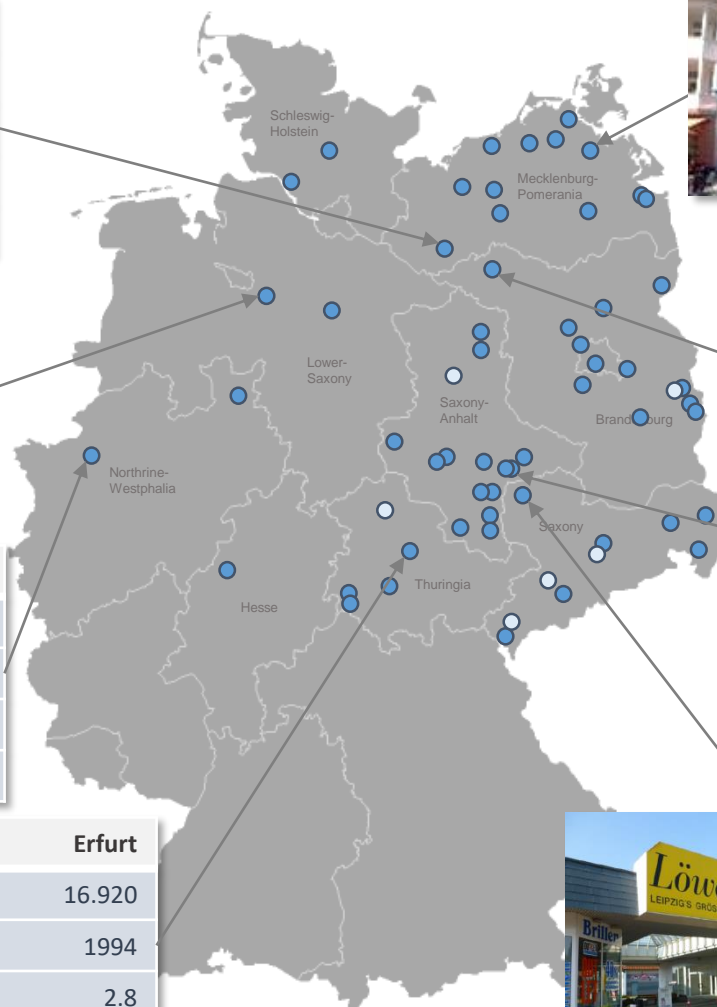 Schleswig-
Holstein
Mecklenburg-
Pomerania
Lower-
Saxony
Saxony-
Anhalt
Brandenburg
Northrine-
Westphalia
Saxony
Thuringia
Hesse
Erfurt
16.920
1994
2.8
Löw
LEIPZIG'S GRÖS
Briller